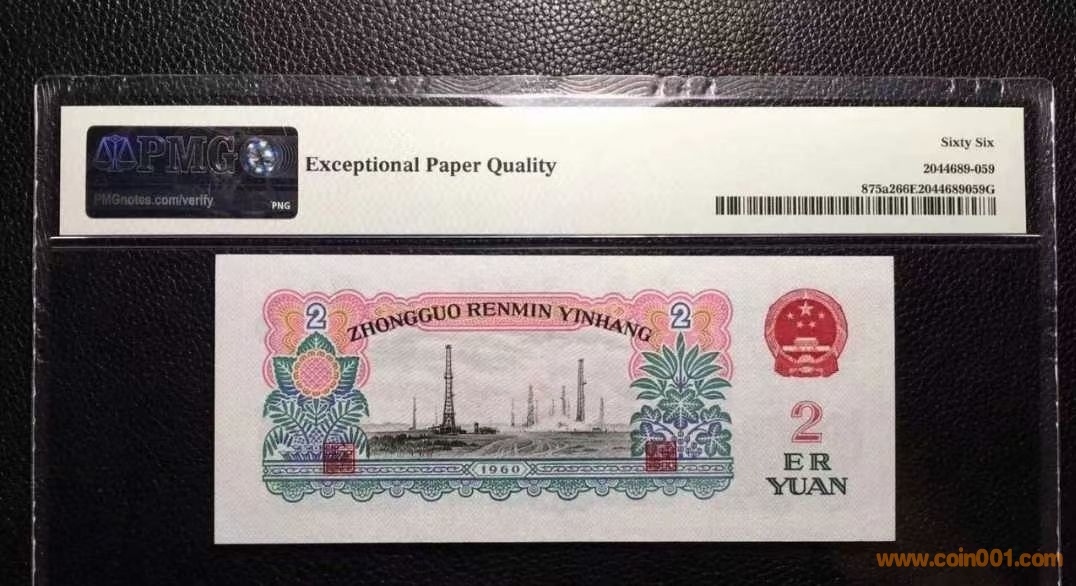 PMG
PMGnotes.com/verify
PNG
Exceptional Paper Quality
Sixty Six
2044689-059
875a266E2044689059G
2
ZHONGGUO RENMIN YINHANG
2
1960
2
ER
YUAN
www.coin001.com